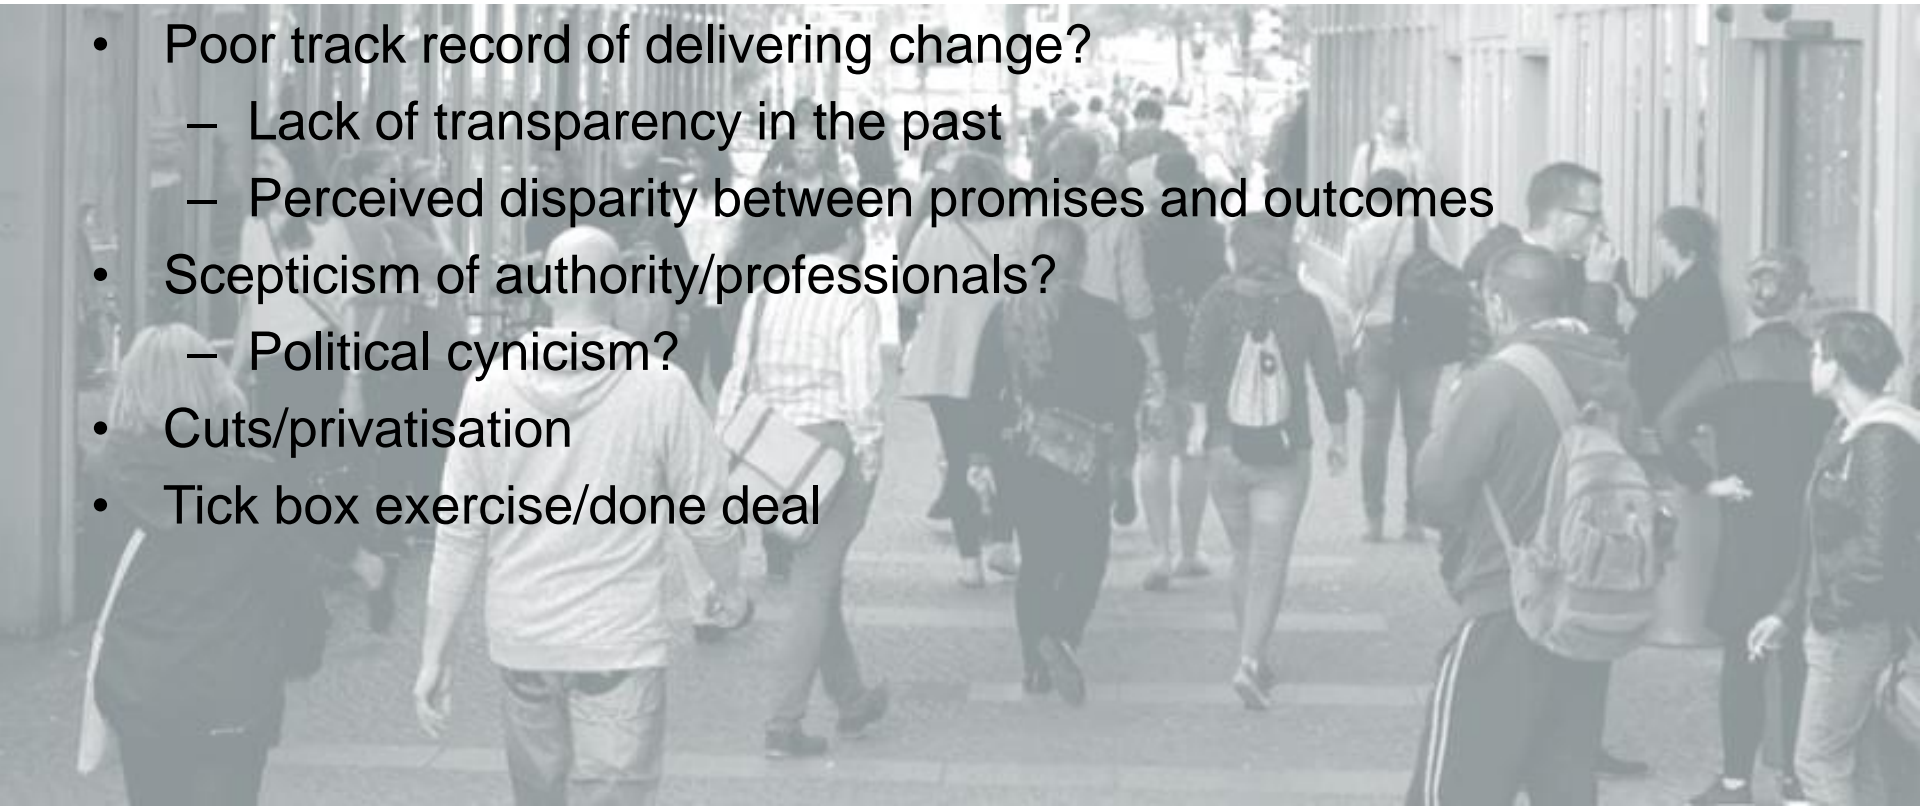 • Poor track record of delivering change?
– Lack of transparency in the past
– Perceived disparity between promises and outcomes
• Scepticism of authority/professionals?
– Political cynicism?
• Cuts/privatisation
• Tick box exercise/done deal